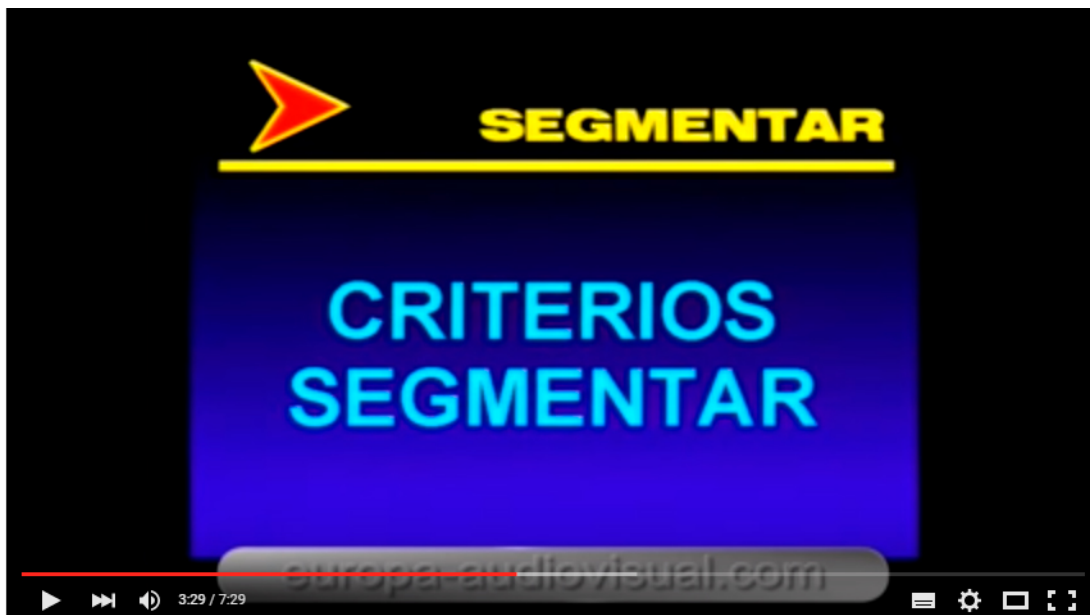 SEGMENTAR
CRITERIOS
SEGMENTAR
europa-audiovisual.com
3:29 / 7:29